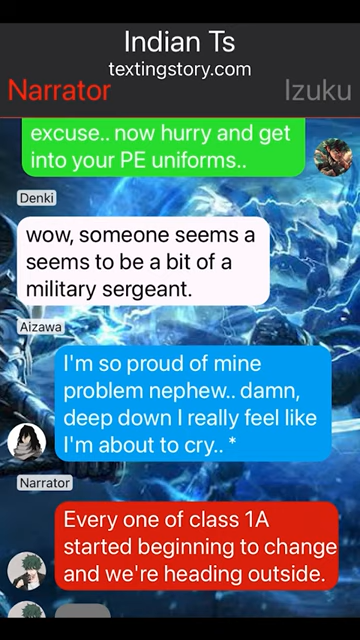 Indian Ts
textingstory.com
Narrator
Izuku
excuse.. now hurry and get
into your PE uniforms..
Denki
wow, someone seems a
seems to be a bit of a
military sergeant.
Aizawa
I'm so proud of mine
problem nephew.. damn,
deep down I really feel like
I'm about to cry.. *
Narrator
Every one of class 1A
started beginning to change
and we're heading outside.